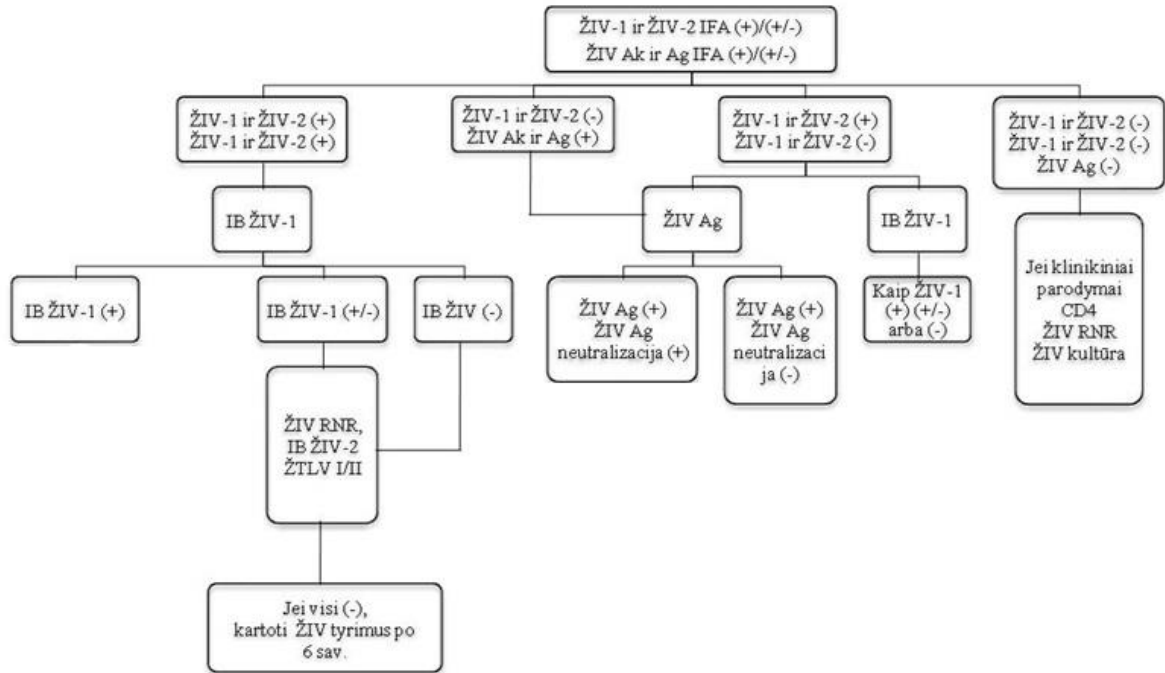 ŽIV-1 ir ŽIV-2 IFA (+)/(+/-)
ŽIV Ak ir Ag IFA (+)/(+/-)
ŽIV-1 ir ŽIV-2 (+)
ŽIV-1 ir ŽIV-2 (+)
ŽIV-1 ir ŽIV-2 (-)
ŽIV Ak ir Ag (+)
ŽIV-1 ir ŽIV-2 (+)
ŽIV-1 ir ŽIV-2 (-)
ŽIV-1 ir ŽIV-2 (-)
ŽIV-1 ir ŽIV-2 (-)
ŽIV Ag (-)
IB ŽIV-1
ŽIV Ag
IB ŽIV-1
Jei klinikiniai
parodymai
CD4
ŽIV RNR
ŽIV kultūra
IB ŽIV-1 (+)
IB ŽIV-1 (+/-)
IB ŽIV (-)
ŽIV Ag (+)
ŽIV Ag
neutralizacija (+)
ŽIV Ag (+)
ŽIV Ag
neutralizaci
ja (-)
Kaip ŽIV-1
(+) (+/-)
arba (-)
ŽIV RNR,
IB ŽIV-2
ŽTLV I/II
Jei visi (-),
kartoti ŽIV tyrimus po
6 sav.